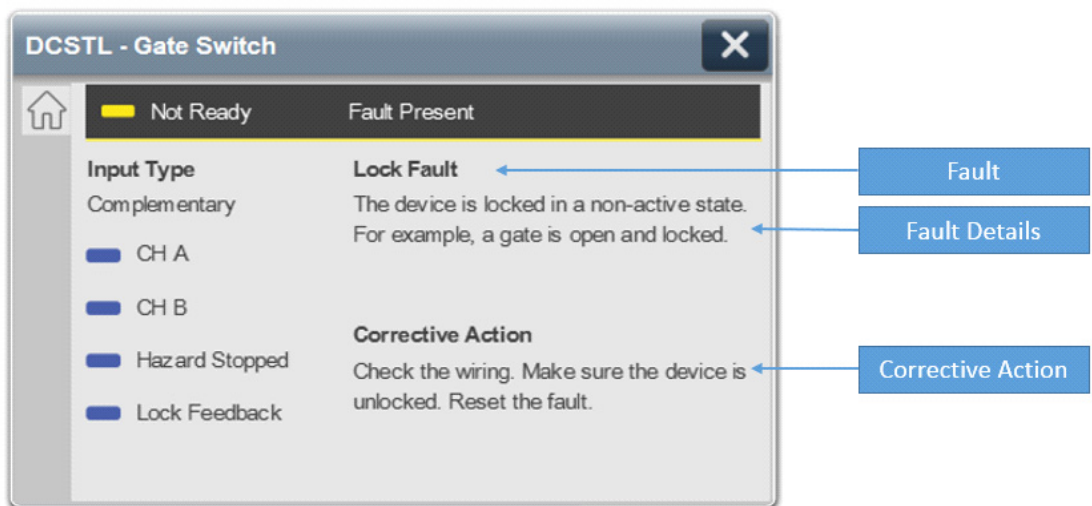 DCSTL - Gate Switch
Not Ready
Fault Present
Input Type
Complementary
CH A
CH B
Hazard Stopped
Lock Feedback
Lock Fault
The device is locked in a non-active state.
For example, a gate is open and locked.
Corrective Action
Check the wiring. Make sure the device is
unlocked. Reset the fault.
Fault
Fault Details
Corrective Action